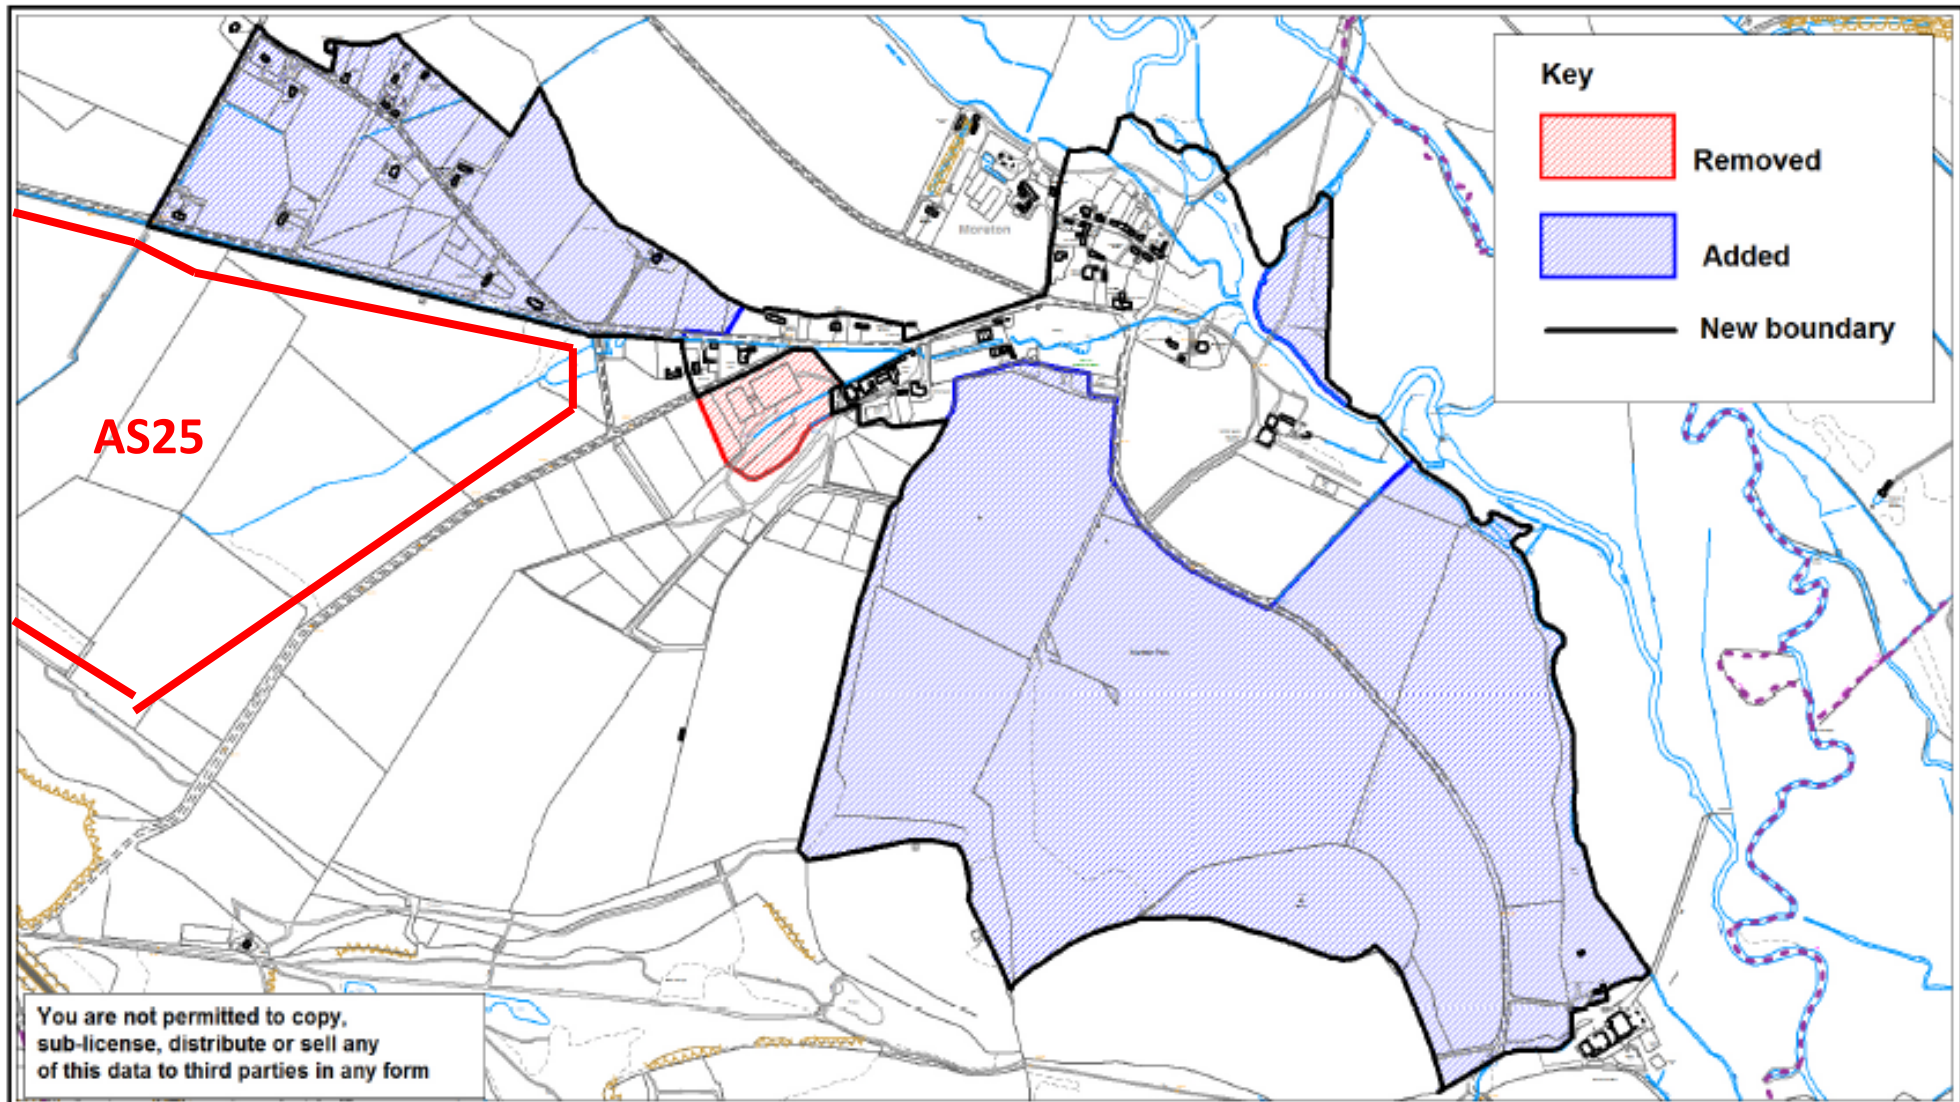 Key
Removed
Added
New boundary
Moreton
AS25
You are not permitted to copy,
sub-license, distribute or sell any
of this data to third parties in any form